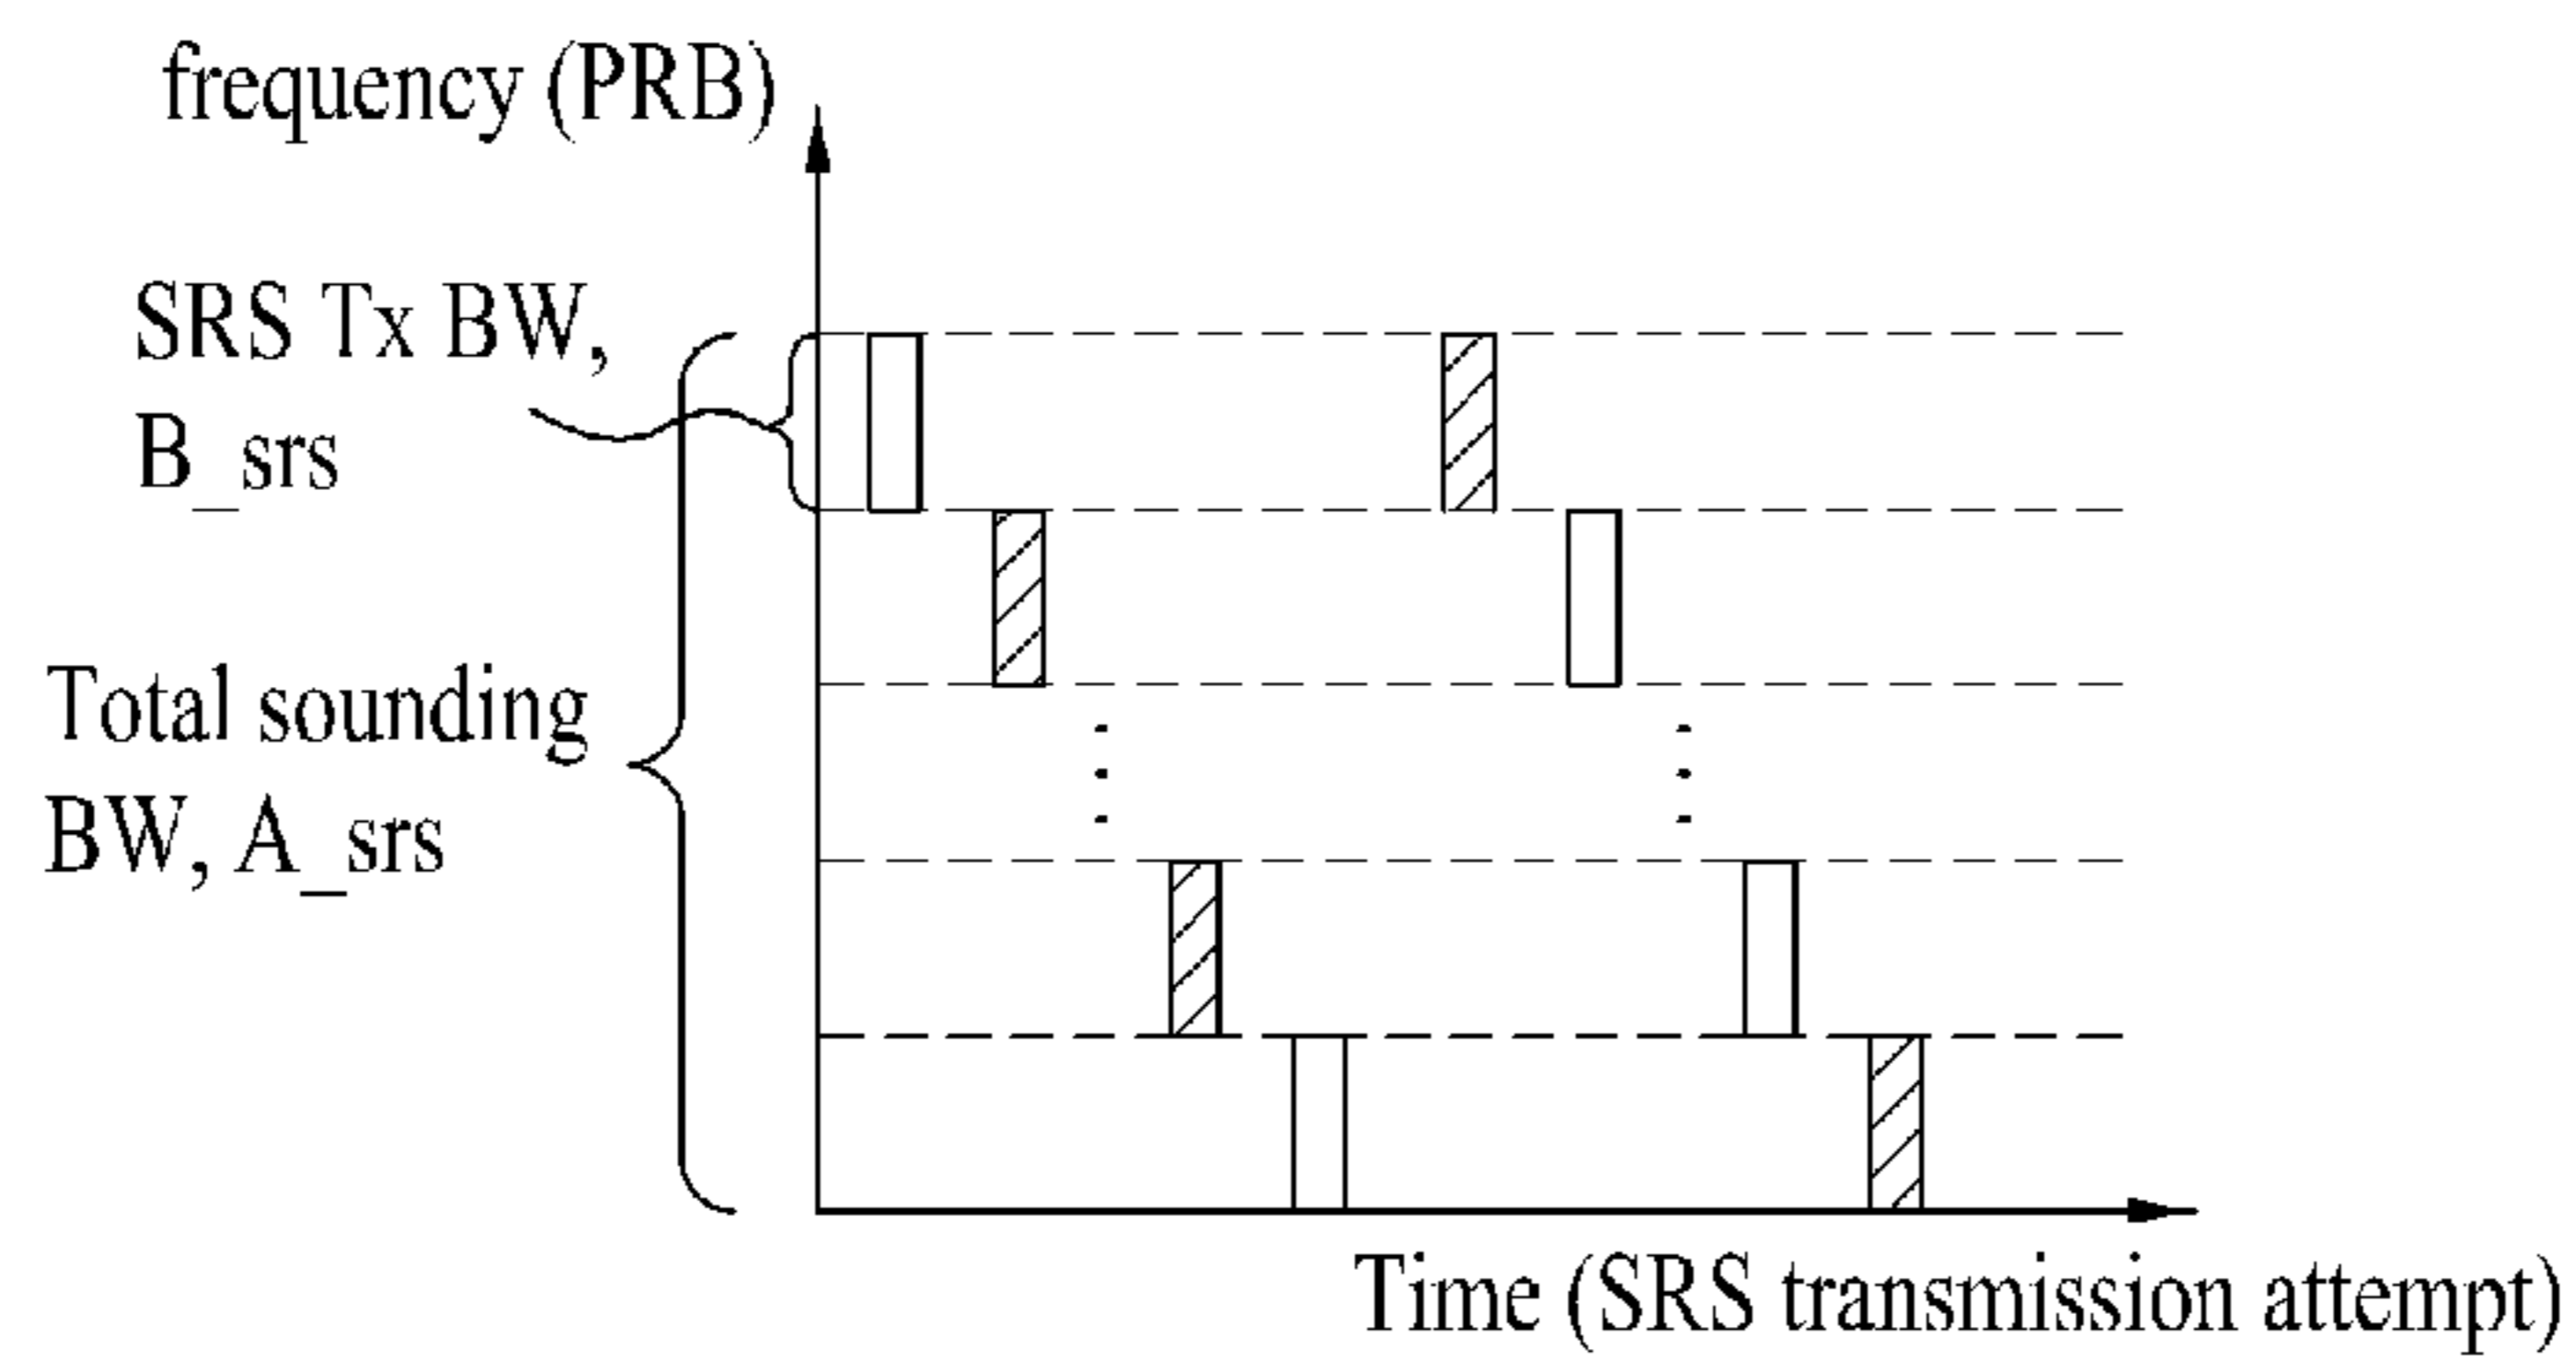 frequency (PRB)
SRS Tx BW,
B_srs
Total sounding
BW, A_srs
Time (SRS transmission attempt)